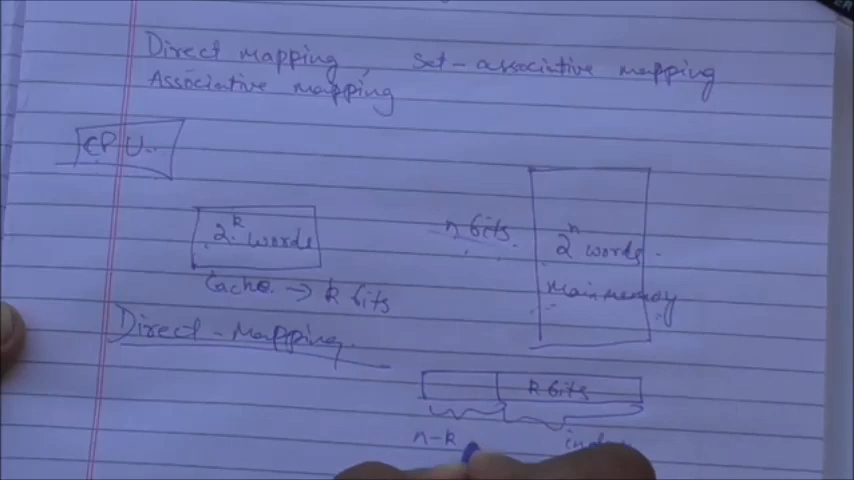 Direct mapping, Set-associative mapping
Associative mapping
CPU
2^k words
n bits
2^n words
Cache → k bits
main memory
Direct-Mapping
k bits
n-k